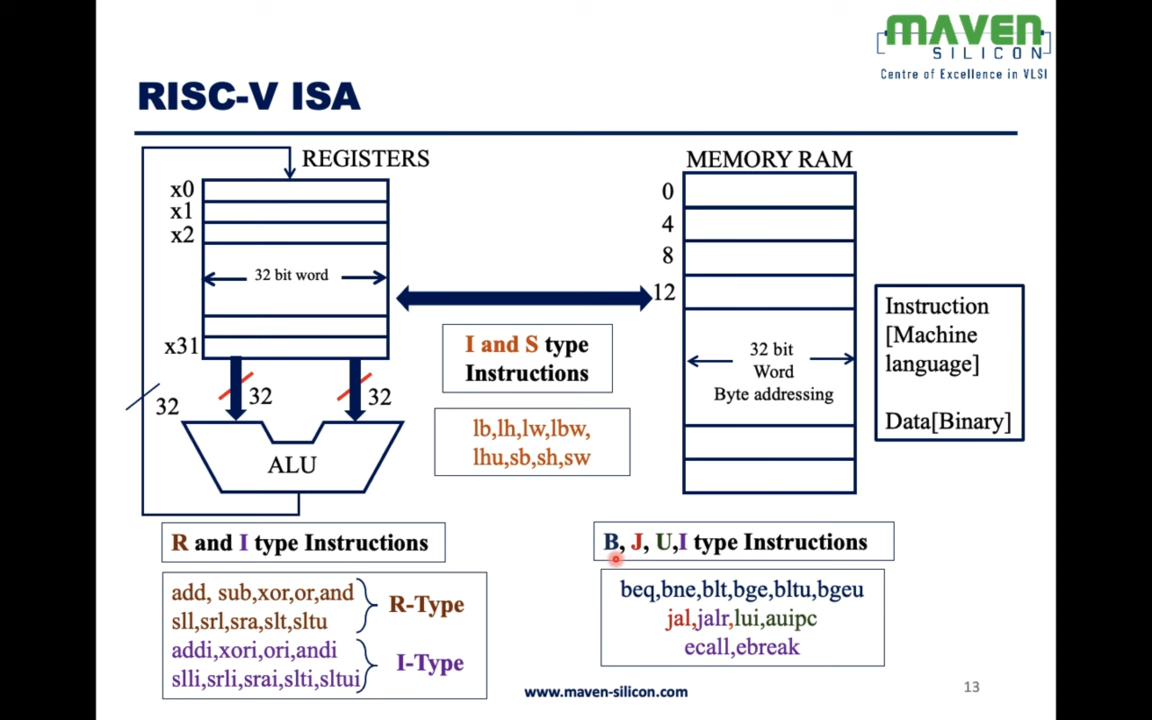 MAVEN
SILICON
Centre of Excellence in VLSI
RISC-V ISA
REGISTERS
x0
x1
x2
32 bit word
x31
32
32
32
ALU
I and S type
Instructions
lb,lh,lw,lbw,
lhu,sb,sh,sw
MEMORY RAM
0
4
8
12
32 bit
Word
Byte addressing
Instruction
[Machine
language]
Data[Binary]
R and I type Instructions
add, sub,xor,or,and
sll,srl,sra,slt,sltu
R-Type
addi,xori,ori,andi
slli,srli,srai,slti,sltui
I-Type
B, J, U,I type Instructions
beq,bne,blt,bge,bltu,bgeu
jal,jalr,lui,auipc
ecall,ebreak
www.maven-silicon.com
13